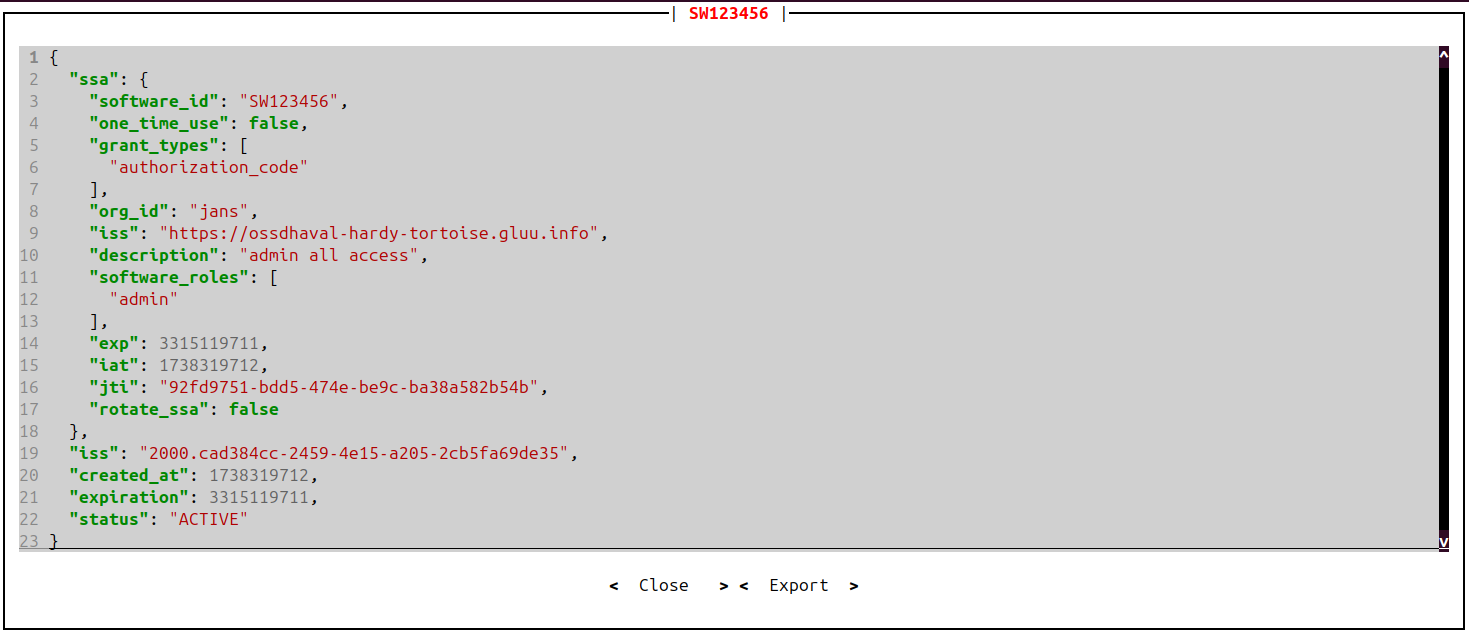 | SW123456 |
1 {
2   "ssa": {
3     "software_id": "SW123456",
4     "one_time_use": false,
5     "grant_types": [
6       "authorization_code"
7     ],
8     "org_id": "jans",
9     "iss": "https://ossdhaval-hardy-tortoise.gluu.info",
10     "description": "admin all access",
11     "software_roles": [
12       "admin"
13     ],
14     "exp": 3315119711,
15     "iat": 1738319712,
16     "jti": "92fd9751-bdd5-474e-be9c-ba38a582b54b",
17     "rotate_ssa": false
18   },
19   "iss": "2000.cad384cc-2459-4e15-a205-2cb5fa69de35",
20   "created_at": 1738319712,
21   "expiration": 3315119711,
22   "status": "ACTIVE"
23 }
< Close > < Export >